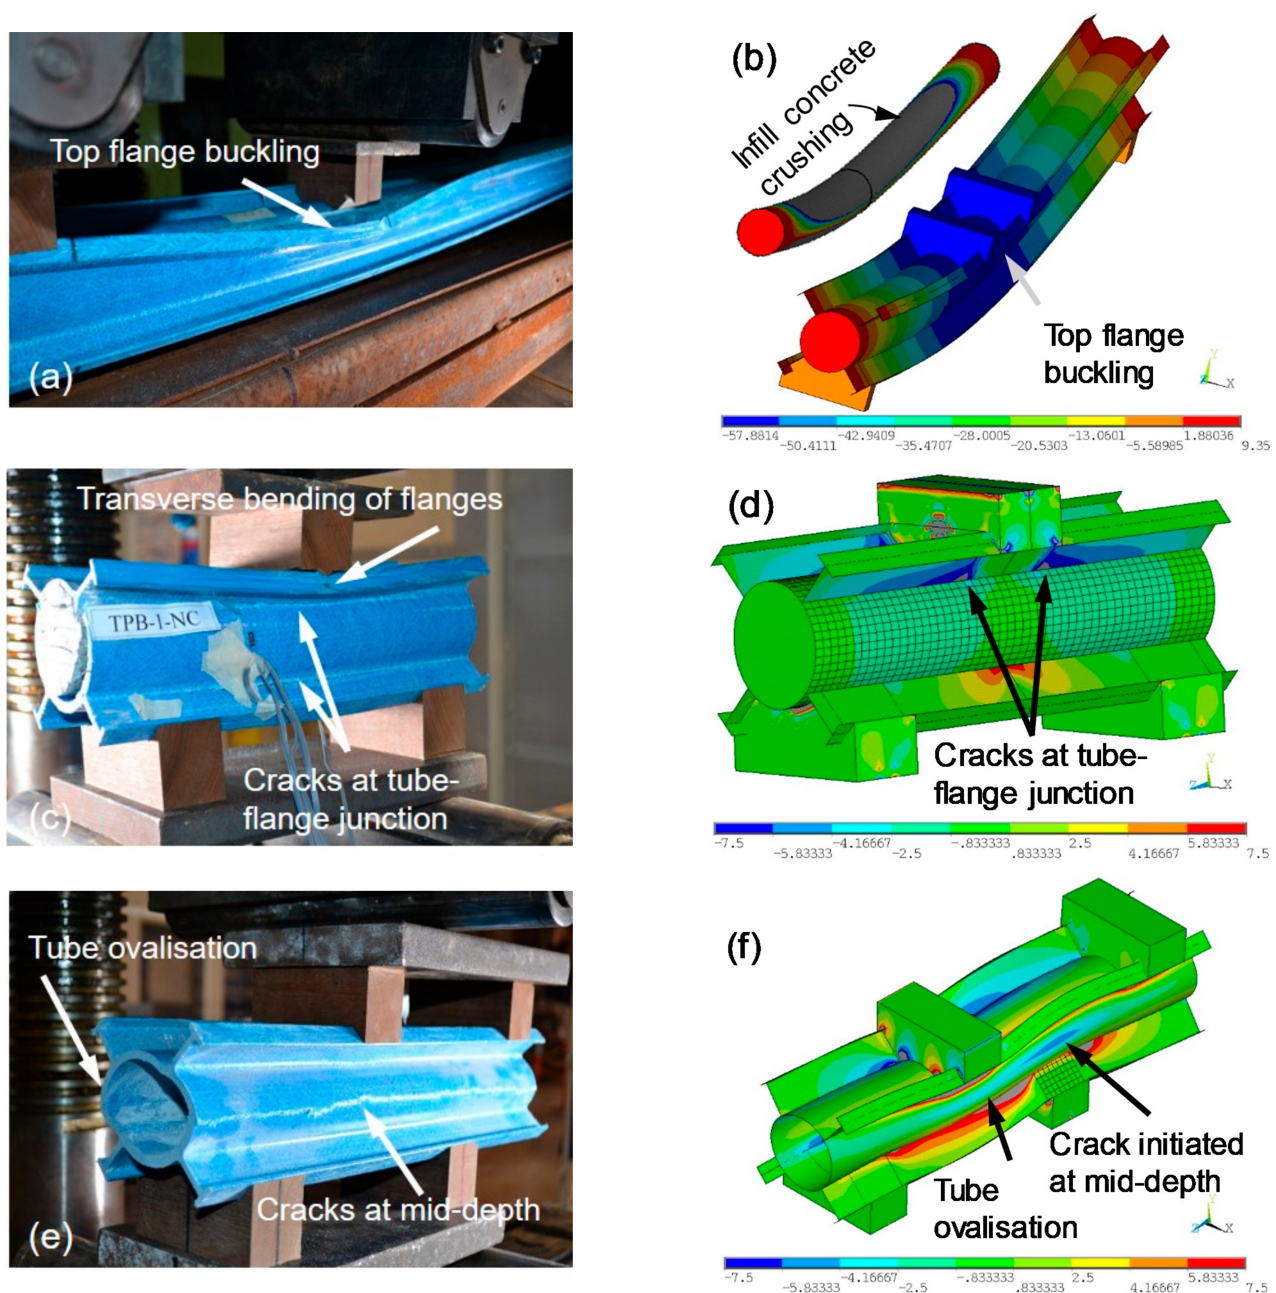 Top flange buckling
(a)
(b)
Infill concrete
crushing
Top flange
buckling
Y
Z
X
-57.8814
-50.4111
-42.9409
-35.4707
-28.0005
-20.5303
-13.0601
-5.58985
1.88036
9.35
Transverse bending of flanges
TPB-1-NC
Cracks at tube-
flange junction
(c)
(d)
Cracks at tube-
flange junction
Y
Z
X
-7.5
-5.83333
-4.16667
-2.5
-.833333
.833333
2.5
4.16667
5.83333
7.5
Tube ovalisation
Cracks at mid-depth
(e)
(f)
Crack initiated
at mid-depth
Tube
ovalisation
Y
Z
X
-7.5
-5.83333
-4.16667
-2.5
-.833333
.833333
2.5
4.16667
5.83333
7.5